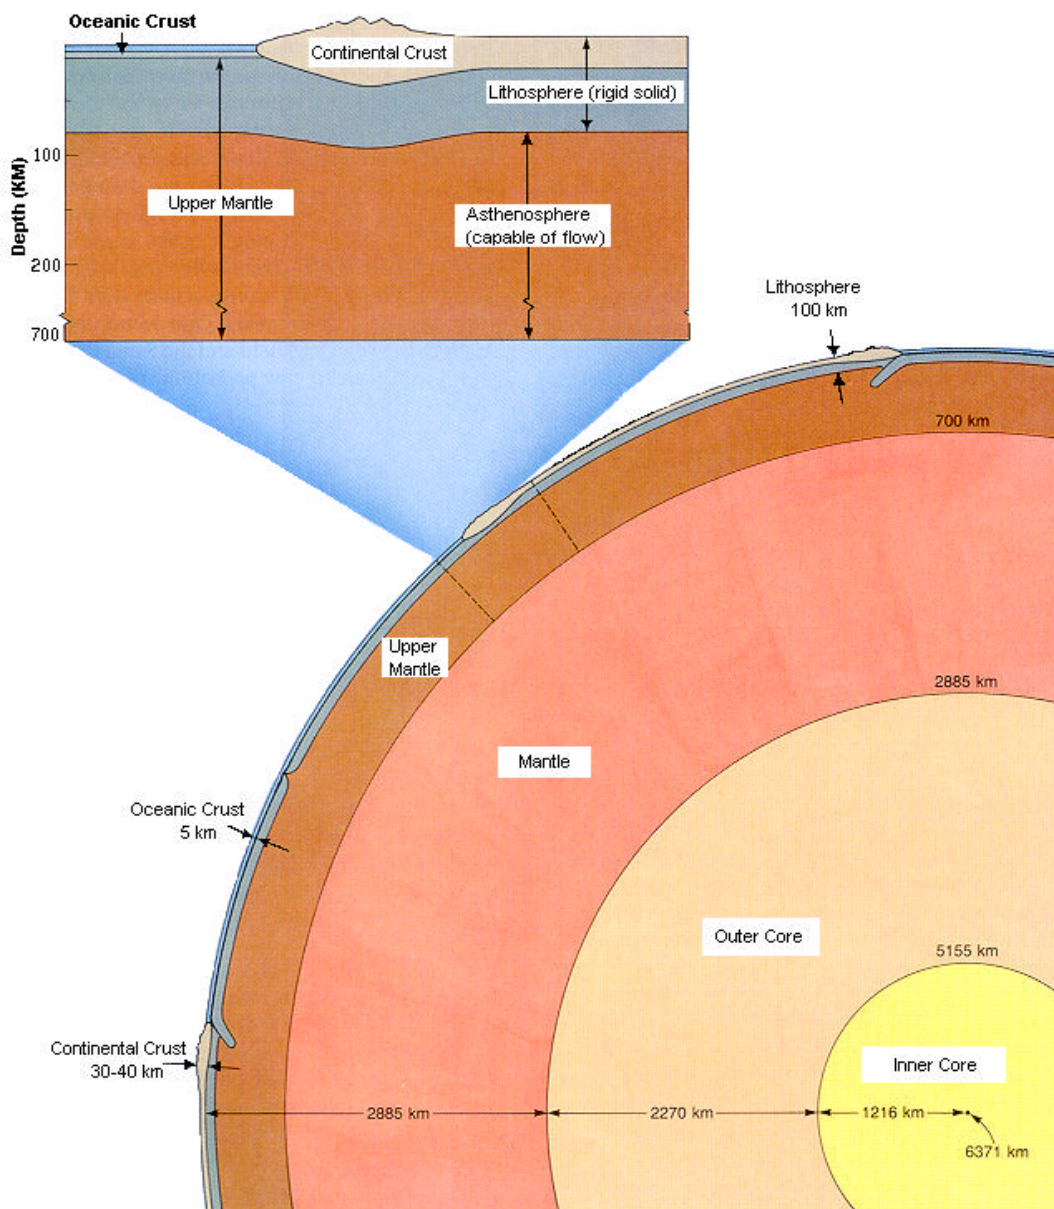 Oceanic Crust
Continental Crust
Lithosphere (rigid solid)
Depth (KM)
100
200
700
Upper Mantle
Asthenosphere
(capable of flow)
Lithosphere
100 km
700 km
Upper
Mantle
2885 km
Mantle
Oceanic Crust
5 km
Outer Core
5155 km
Continental Crust
30-40 km
Inner Core
2885 km
2270 km
1216 km
6371 km